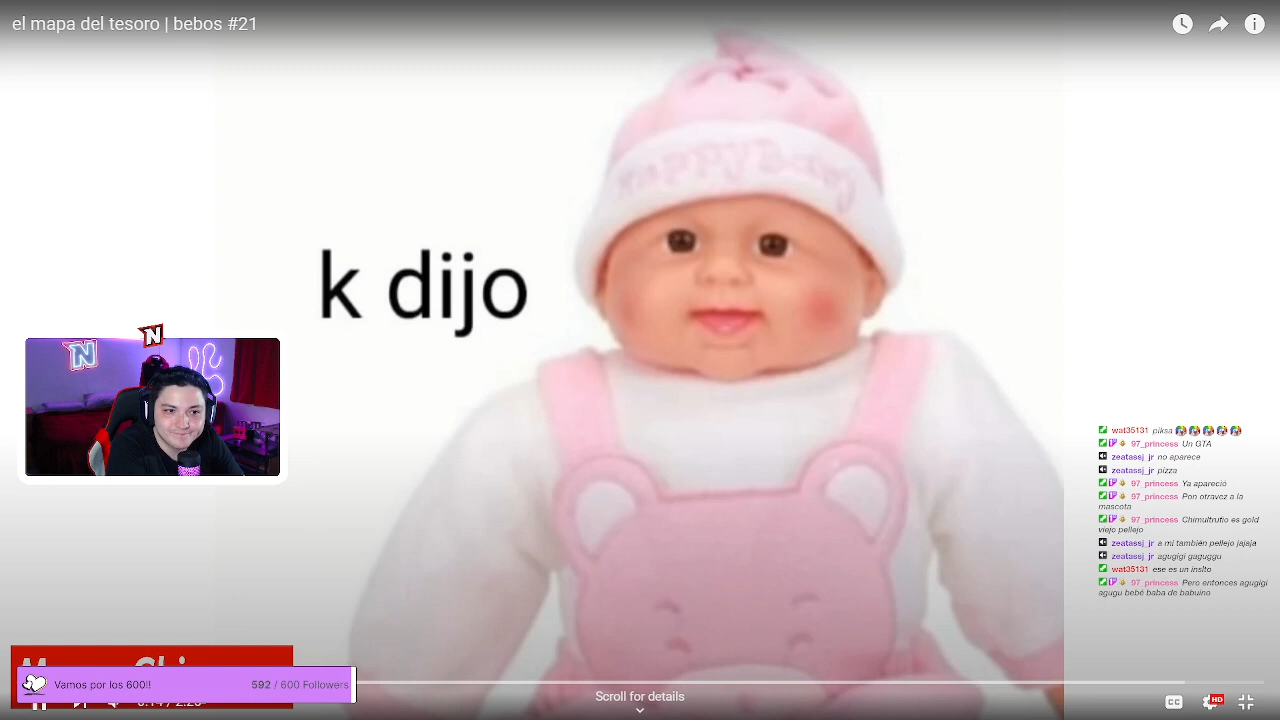 el mapa del tesoro | bebos #21
k dijo
N
N
wat35131 piksa
97_princess Un GTA
zeatassj_jr no aparece
zeatassj_jr pizza
97_princess Ya apareció
97_princess Pon otravez a la
mascota
97_princess Chimultrufio es gold
viejo pellejo
zeatassj_jr a mi también pellejo jajaja
zeatassj_jr agugigi gaguggu
wat35131 ese es un inslto
97_princess Pero entonces agugigi
agugu bebé baba de babuino
Vamos por los 600!!
592 / 600 Followers
Scroll for details
CC
HD